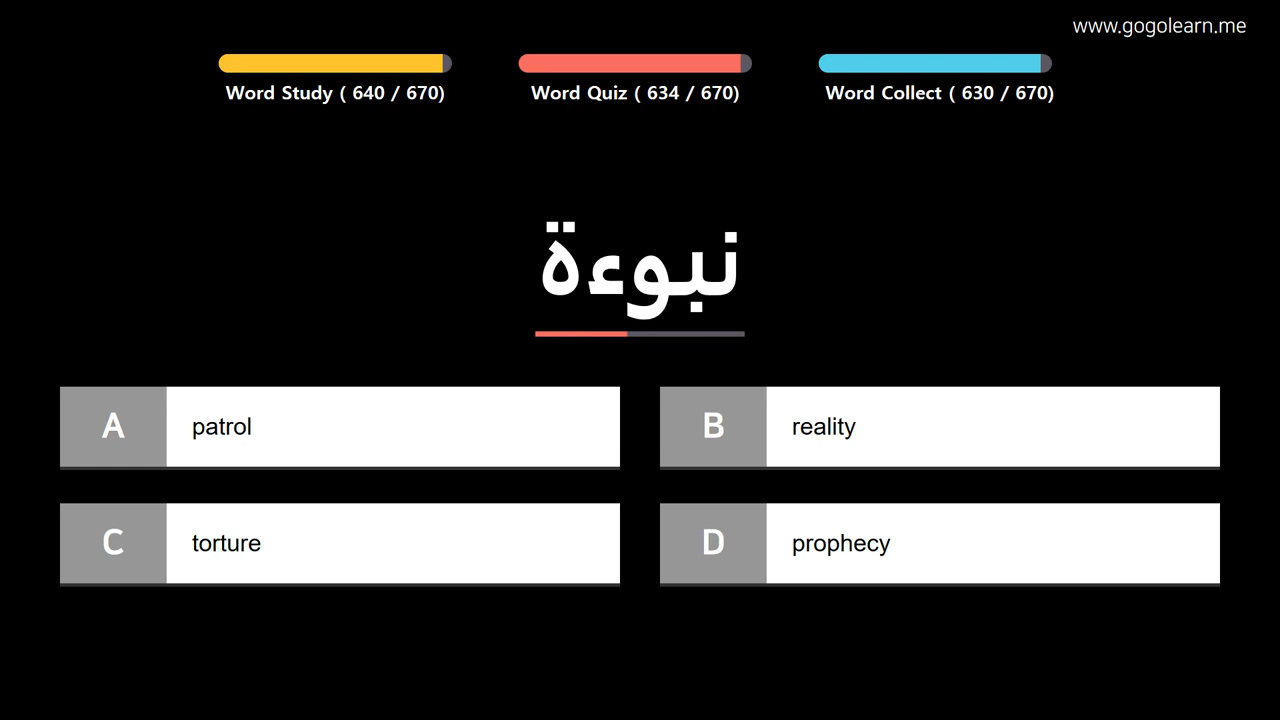 www.gogolearn.me
Word Study ( 640 / 670)
Word Quiz ( 634 / 670)
Word Collect ( 630 / 670)
نبوءة
A patrol
B reality
C torture
D prophecy